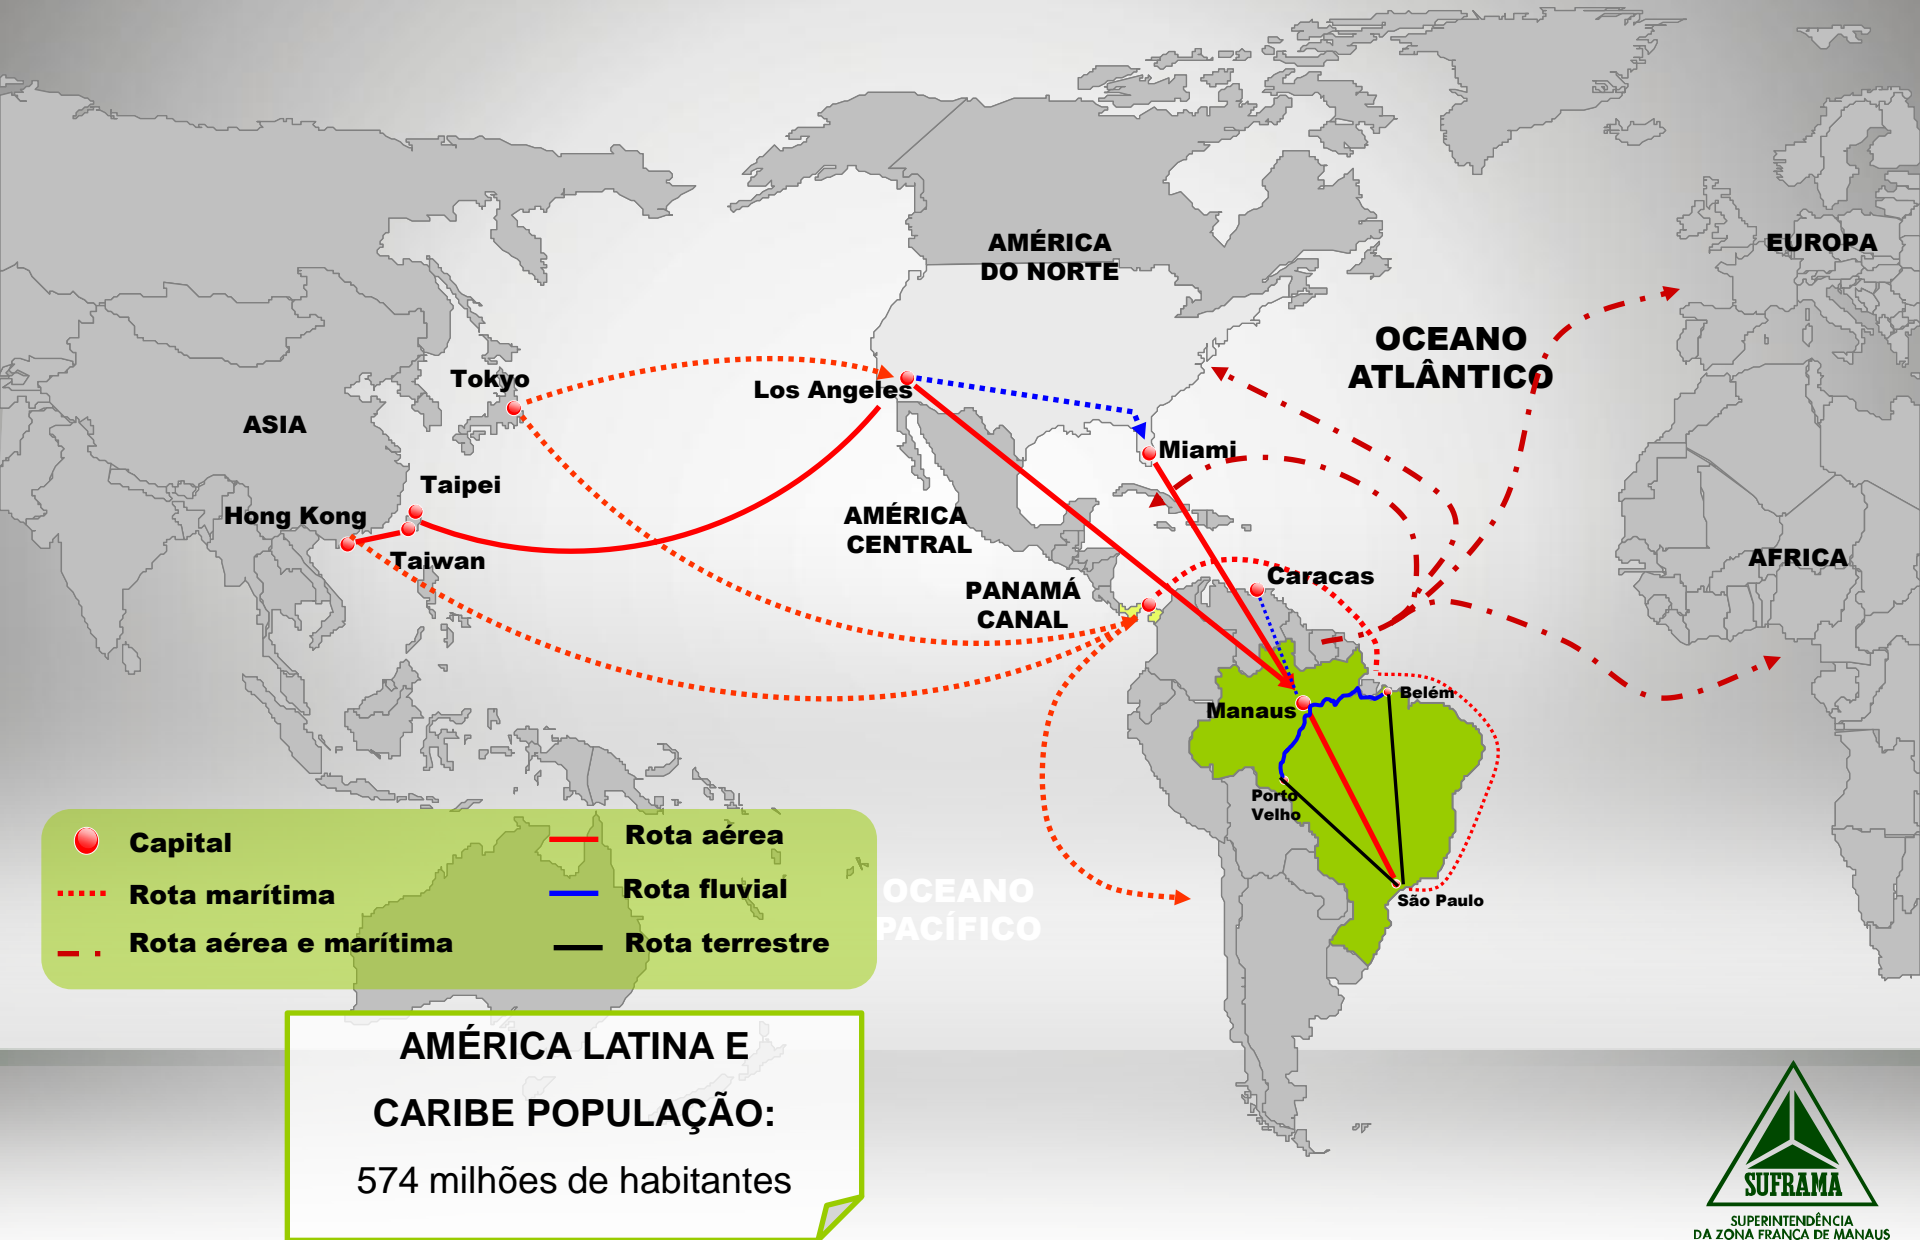 AMÉRICA
DO NORTE
EUROPA
OCEANO
ATLÂNTICO
Tokyo
Los Angeles
ASIA
Miami
Taipei
Hong Kong
AMÉRICA
CENTRAL
Taiwan
AFRICA
Caracas
PANAMÁ
CANAL
Belém
Manaus
Porto
Velho
São Paulo
Capital
Rota aérea
Rota marítima
Rota fluvial
Rota aérea e marítima
Rota terrestre
OCEANO
PACÍFICO
AMÉRICA LATINA E
CARIBE POPULAÇÃO:
574 milhões de habitantes
SUFRAMA
SUPERINTENDÊNCIA
DA ZONA FRANCA DE MANAUS